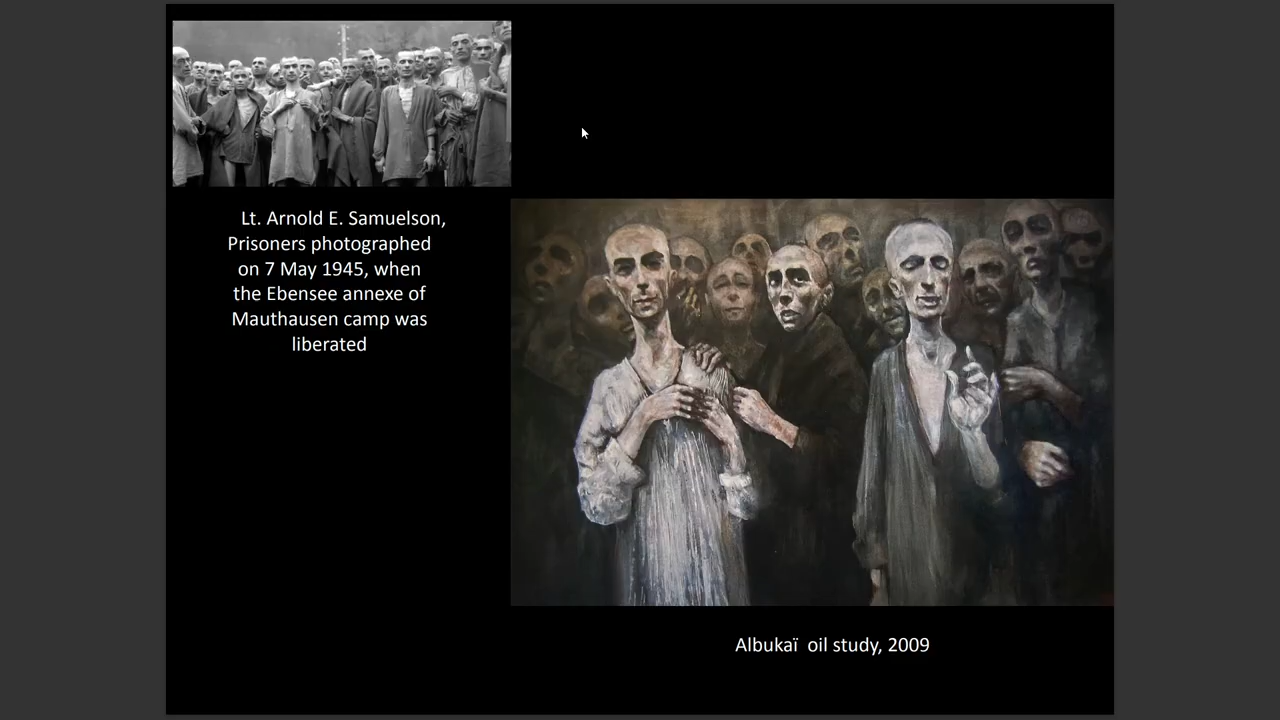 Lt. Arnold E. Samuelson,
Prisoners photographed
on 7 May 1945, when
the Ebensee annexe of
Mauthausen camp was
liberated
Albukaï  oil study, 2009